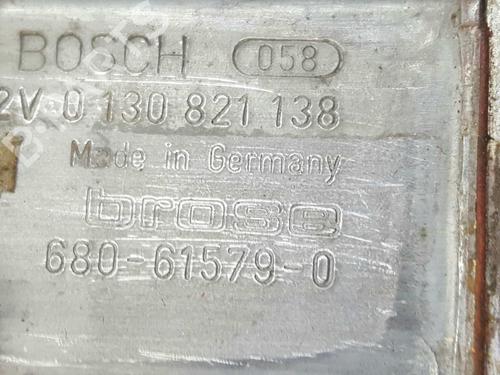 BOSCH 058
2V 0 130 821 138
Made in Germany
brose
680-61579-0